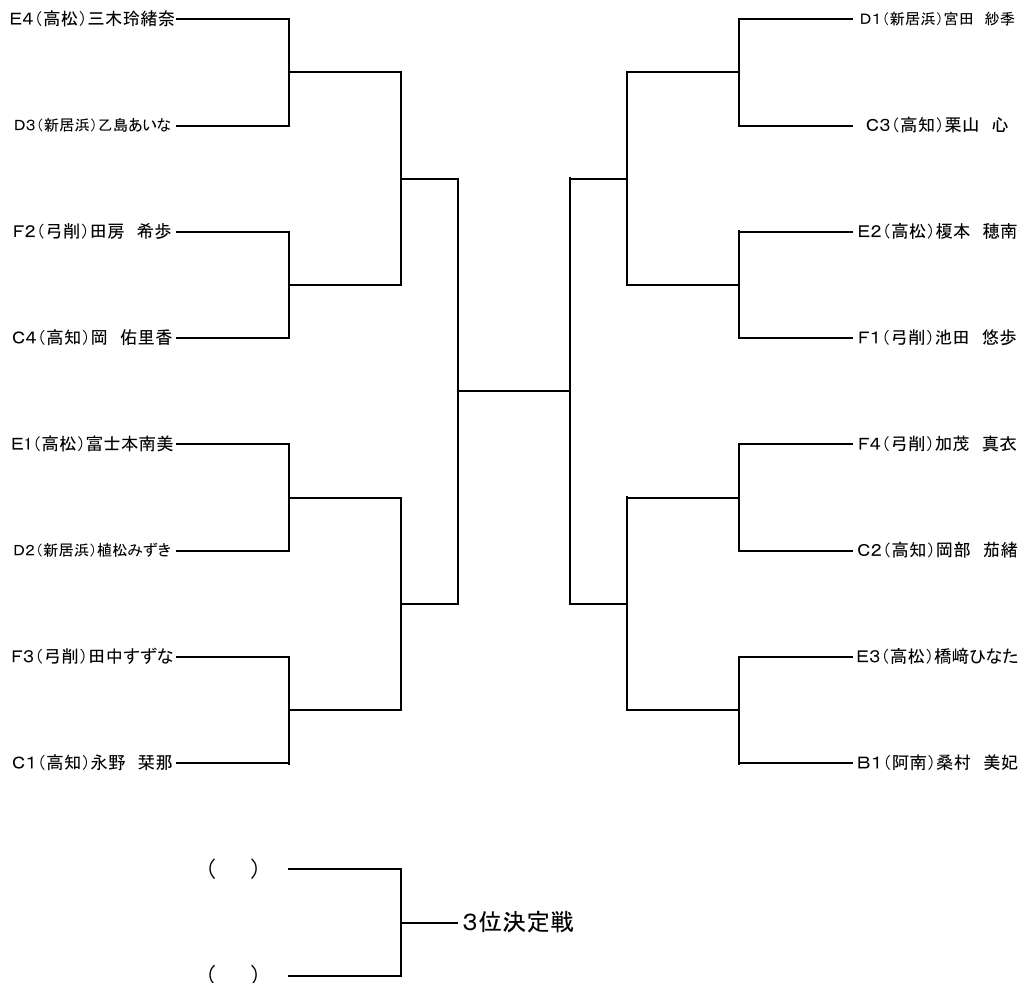 E4(高松)三木玲緒奈
D3(新居浜)乙島あいな
F2(弓削)田房　希歩
C4(高知)岡　佑里香
E1(高松)富士本南美
D2(新居浜)植松みずき
F3(弓削)田中すずな
C1(高知)永野　栞那
D1(新居浜)宮田　紗季
C3(高知)栗山　心
E2(高松)榎本　穂南
F1(弓削)池田　悠歩
F4(弓削)加茂　真衣
C2(高知)岡部　茄緒
E3(高松)橋﨑ひなた
B1(阿南)桑村　美妃
(　)
3位決定戦
(　)